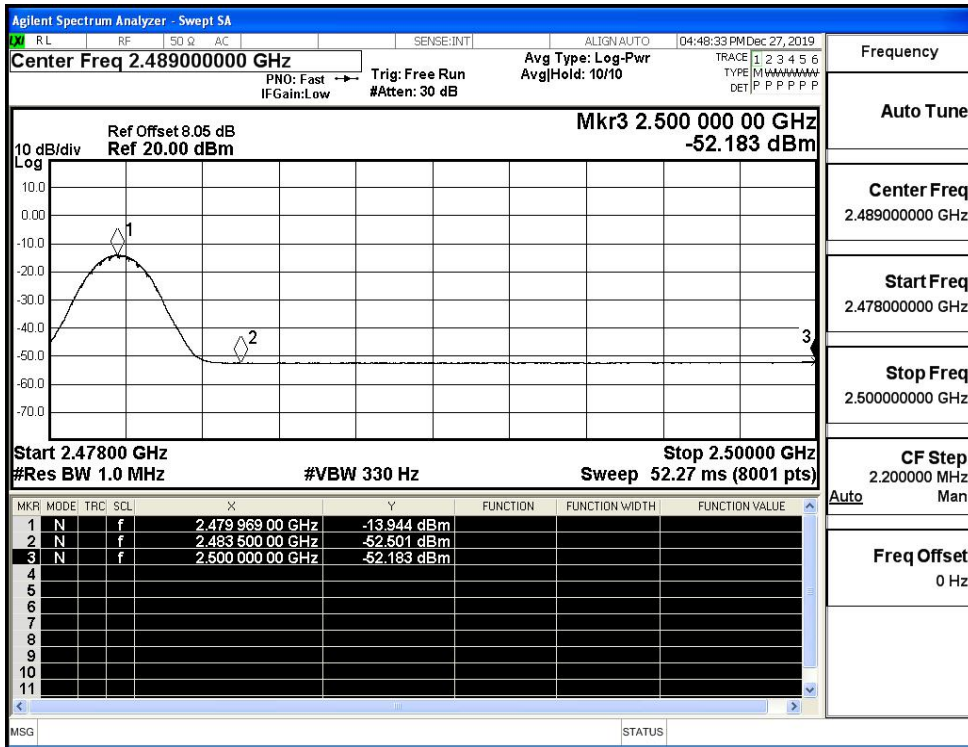 Agilent Spectrum Analyzer - Swept SA
LXI RL RF 50 Ω AC SENSE:INT ALIGN AUTO 04:48:33 PM Dec 27, 2019
Center Freq 2.489000000 GHz
PNO: Fast
IFGain:Low
Trig: Free Run
#Atten: 30 dB
Avg Type: Log-Pwr
Avg|Hold: 10/10
TRACE 1 2 3 4 5 6
TYPE M WWWWW
DET P P P P P P
Ref Offset 8.05 dB
10 dB/div Ref 20.00 dBm
Log
Mkr3 2.500 000 00 GHz
-52.183 dBm
10.0
0.00
-10.0
-20.0
-30.0
-40.0
-50.0
-60.0
-70.0
1
2
3
Start 2.47800 GHz Stop 2.50000 GHz
#Res BW 1.0 MHz #VBW 330 Hz Sweep 52.27 ms (8001 pts)
MKR MODE TRC SCL X Y FUNCTION FUNCTION WIDTH FUNCTION VALUE
1 N f 2.479 969 00 GHz -13.944 dBm
2 N f 2.483 500 00 GHz -52.501 dBm
3 N f 2.500 000 00 GHz -52.183 dBm
4
5
6
7
8
9
10
11
MSG STATUS
Frequency
Auto Tune
Center Freq
2.489000000 GHz
Start Freq
2.478000000 GHz
Stop Freq
2.500000000 GHz
CF Step
2.200000 MHz
Auto Man
Freq Offset
0 Hz